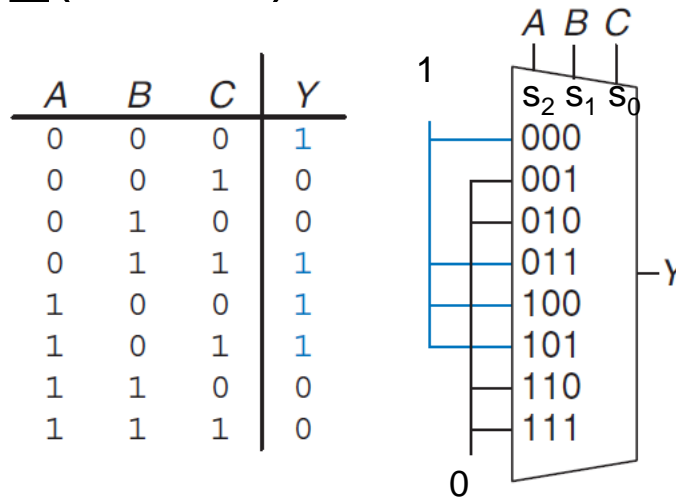 A B C Y
0 0 0 1
0 0 1 0
0 1 0 0
0 1 1 1
1 0 0 1
1 0 1 1
1 1 0 0
1 1 1 0
A B C
1
s2 s1 s0
000
001
010
011
100
101
110
111
Y
0